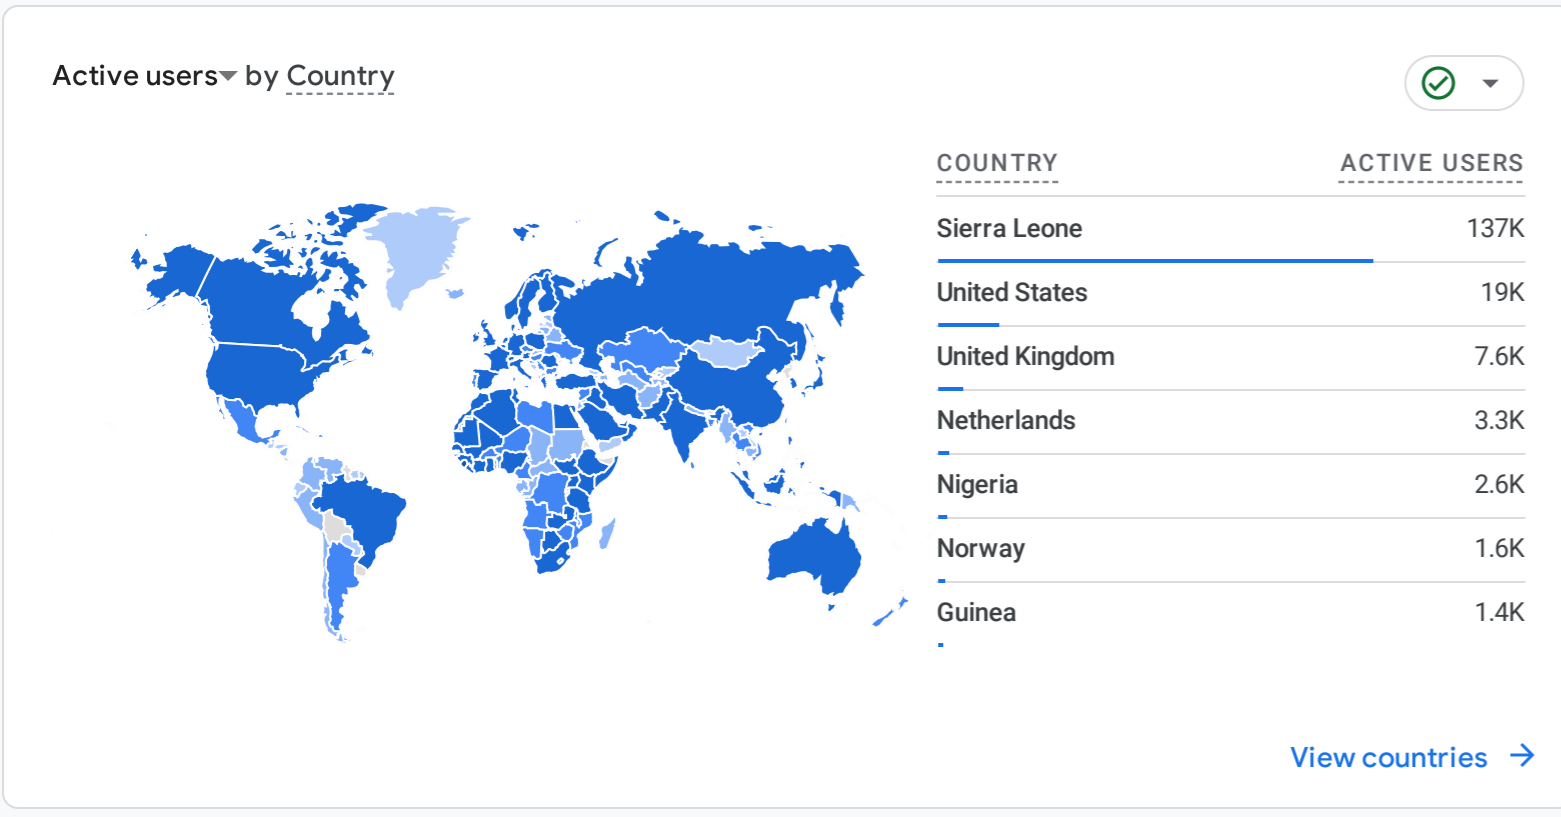 Active users by Country
COUNTRY ACTIVE USERS
Sierra Leone 137K
United States 19K
United Kingdom 7.6K
Netherlands 3.3K
Nigeria 2.6K
Norway 1.6K
Guinea 1.4K
View countries